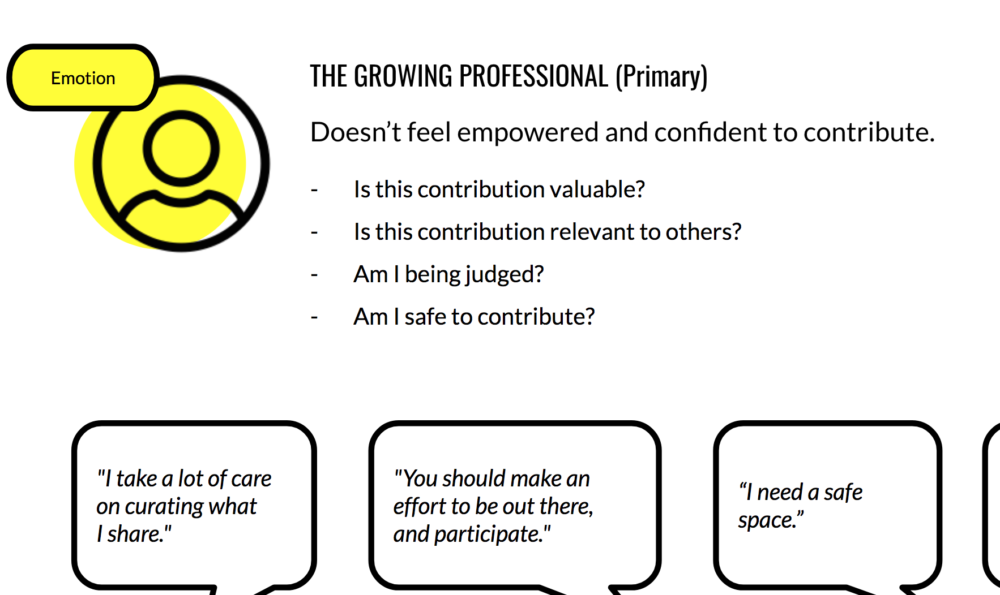 Emotion
THE GROWING PROFESSIONAL (Primary)
Doesn’t feel empowered and confident to contribute.
- Is this contribution valuable?
- Is this contribution relevant to others?
- Am I being judged?
- Am I safe to contribute?
"I take a lot of care
on curating what
I share."
"You should make an
effort to be out there,
and participate."
“I need a safe
space.”